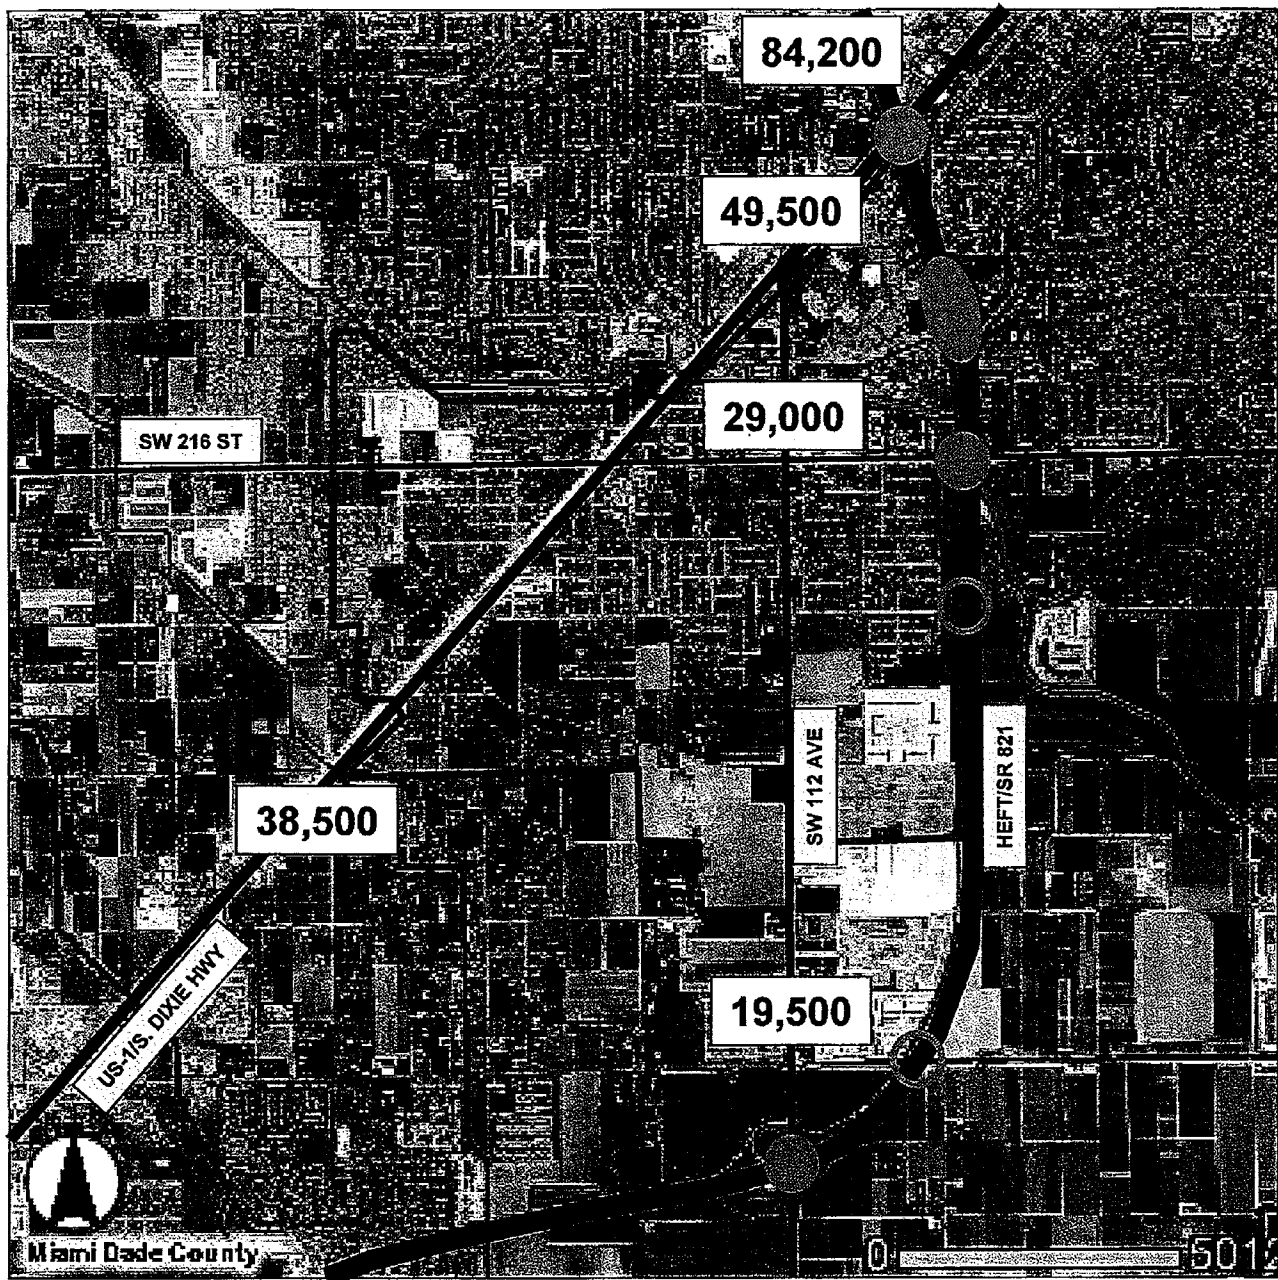 84,200
49,500
29,000
SW 216 ST
SW 112 AVE
HEFT/SR 821
38,500
US-1/S. DIXIE HWY
19,500
Miami Dade County
0 5012